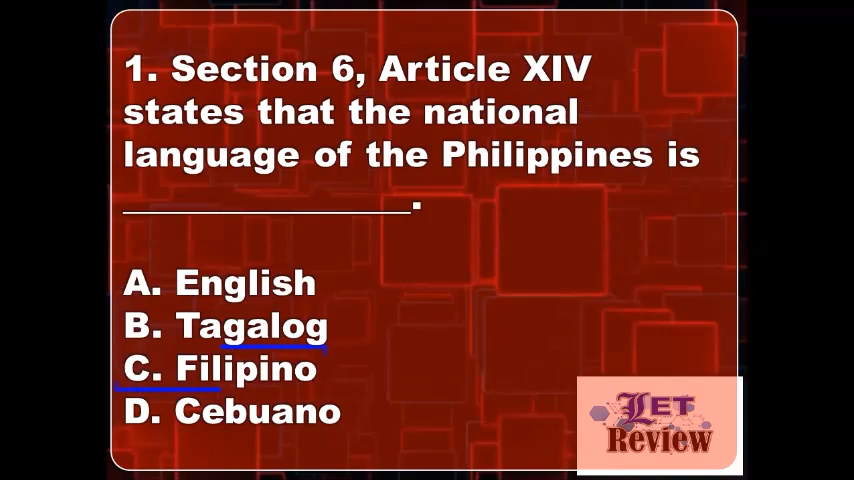 1. Section 6, Article XIV
states that the national
language of the Philippines is
________________.
A. English
B. Tagalog
C. Filipino
D. Cebuano
LET
Review